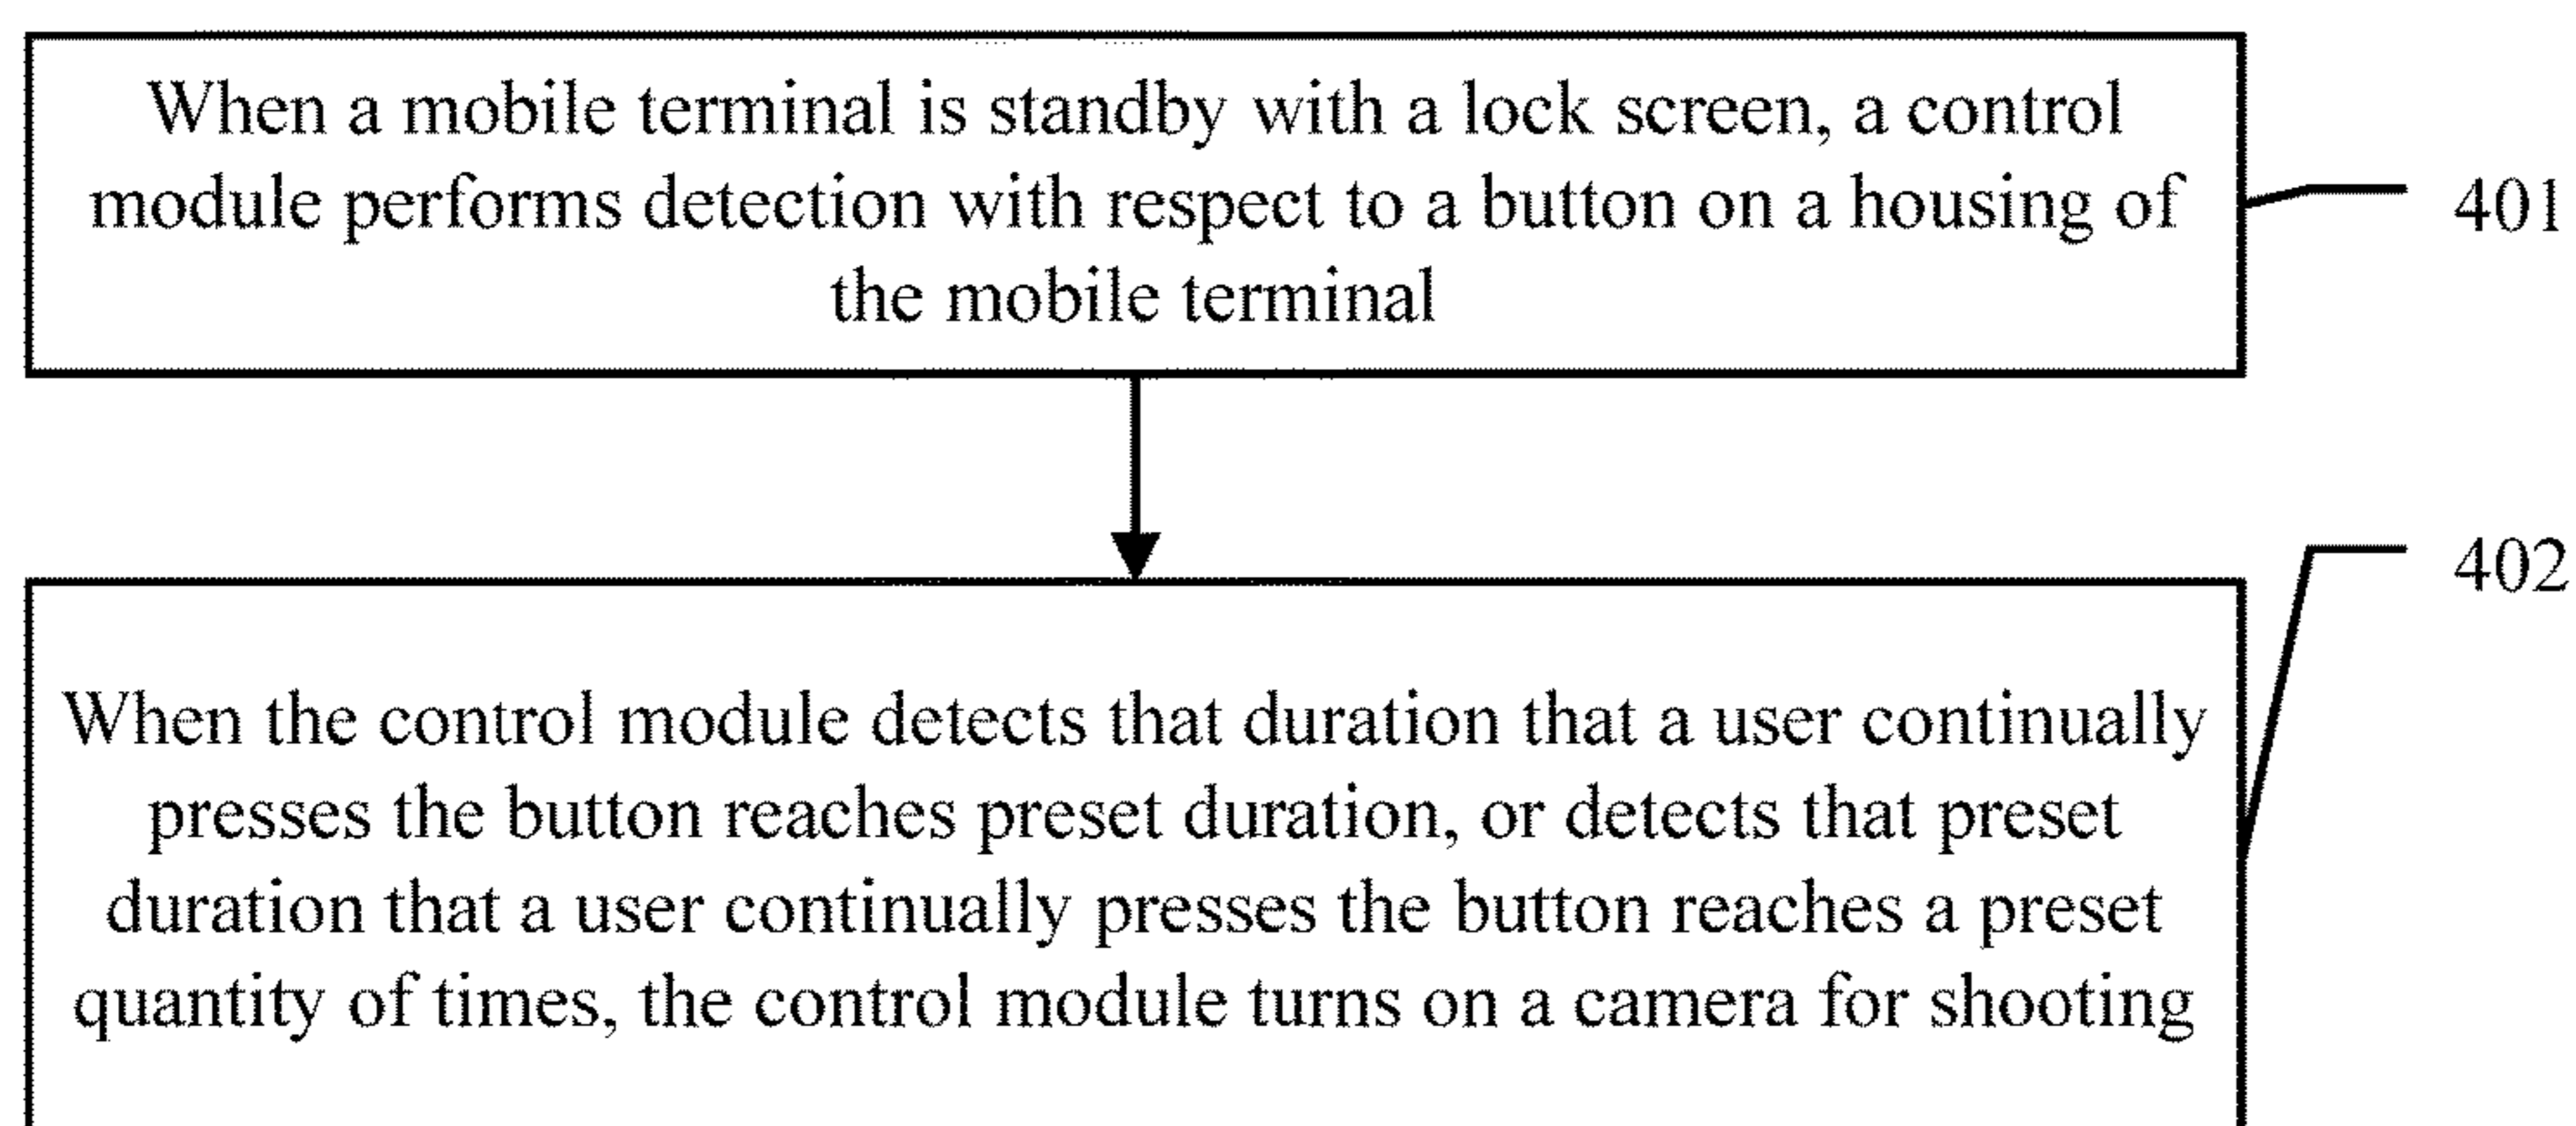 When a mobile terminal is standby with a lock screen, a control
module performs detection with respect to a button on a housing of
the mobile terminal
401
402
When the control module detects that duration that a user continually
presses the button reaches preset duration, or detects that preset
duration that a user continually presses the button reaches a preset
quantity of times, the control module turns on a camera for shooting